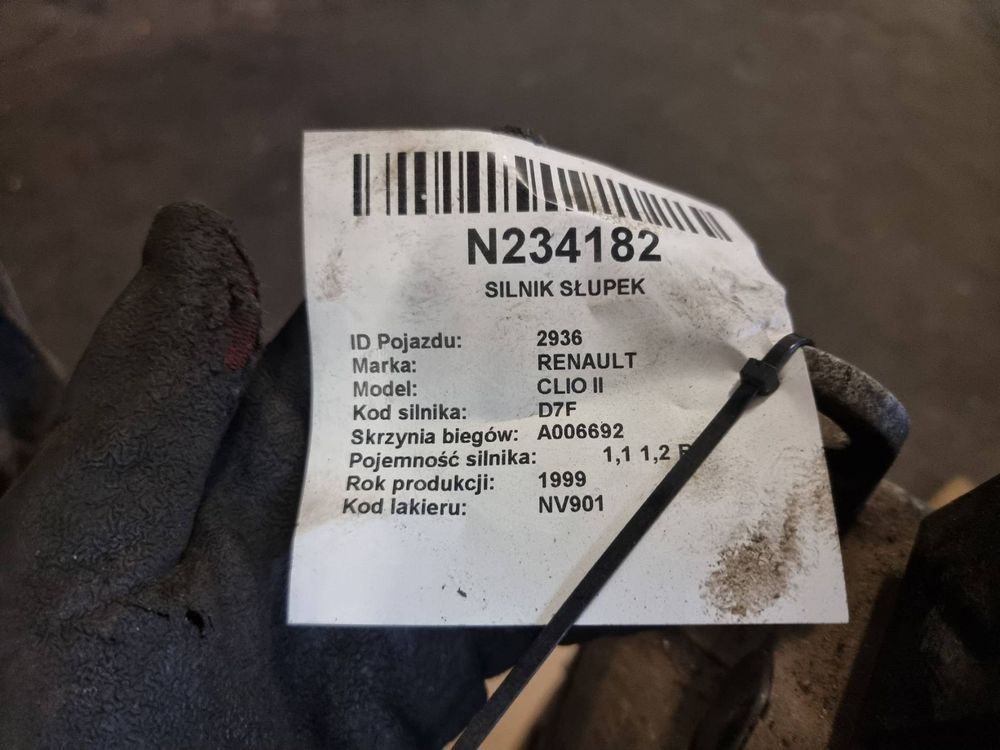 N234182
SILNIK SŁUPEK
ID Pojazdu: 2936
Marka: RENAULT
Model: CLIO II
Kod silnika: D7F
Skrzynia biegów: A006692
Pojemność silnika: 1,1 1,2
Rok produkcji: 1999
Kod lakieru: NV901